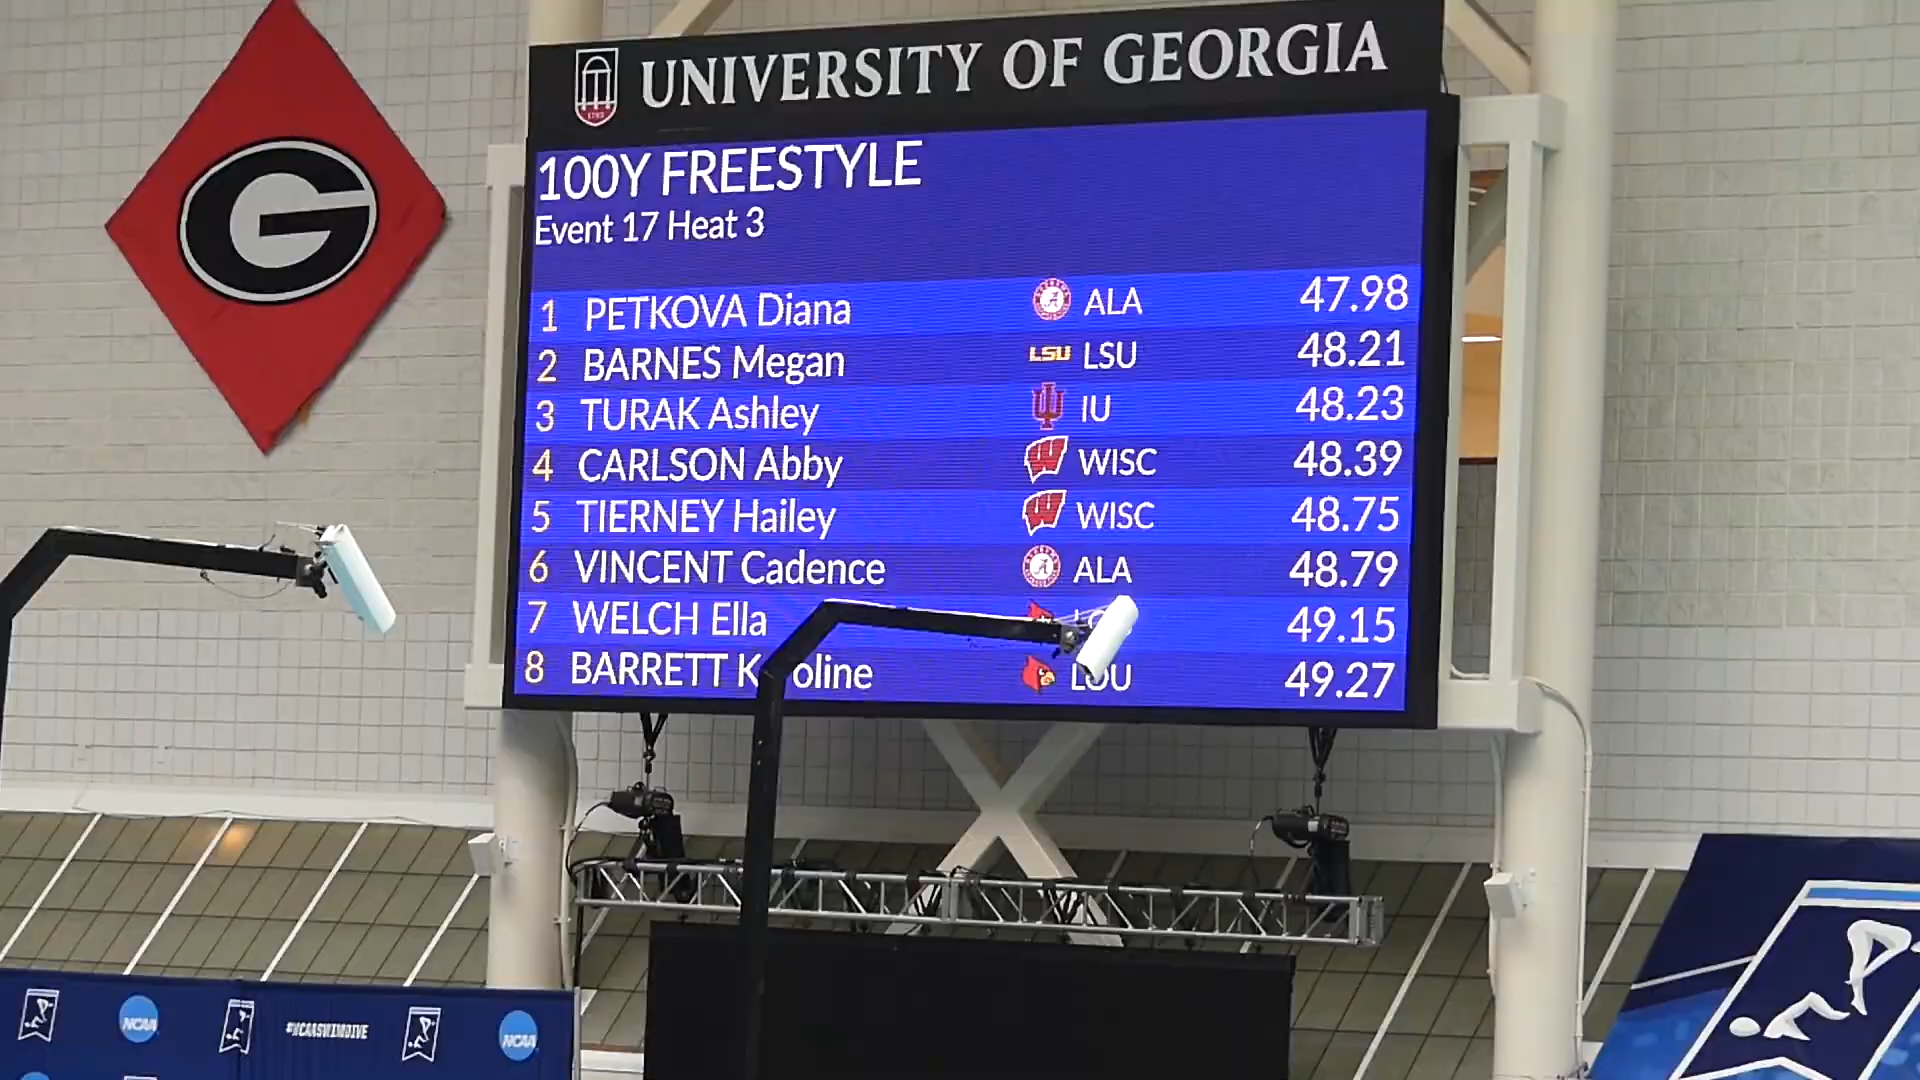 UNIVERSITY OF GEORGIA
1785
100Y FREESTYLE
Event 17 Heat 3
1 PETKOVA Diana ALA 47.98
2 BARNES Megan LSU LSU 48.21
3 TURAK Ashley IU 48.23
4 CARLSON Abby W WISC 48.39
5 TIERNEY Hailey W WISC 48.75
6 VINCENT Cadence ALA 48.79
7 WELCH Ella 49.15
8 BARRETT LOU 49.27
G
NCAA
#NCAASWIMDIVE
NCAA